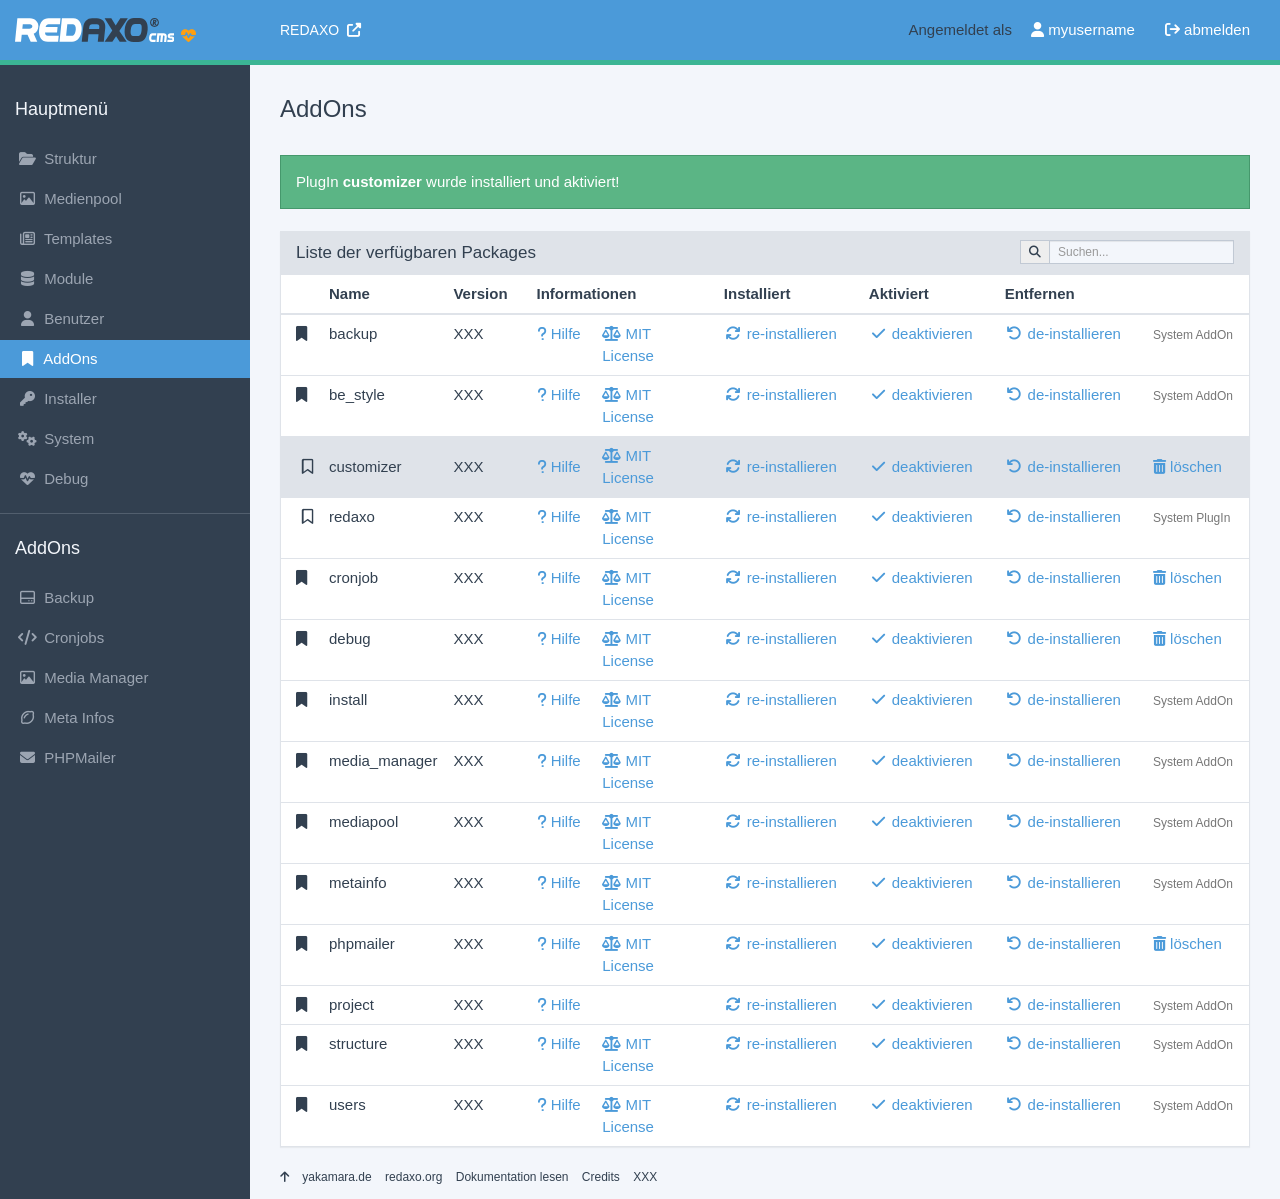 REDAXO® cms
REDAXO
Angemeldet als myusername abmelden
Hauptmenü
Struktur
Medienpool
Templates
Module
Benutzer
AddOns
Installer
System
Debug
AddOns
Backup
Cronjobs
Media Manager
Meta Infos
PHPMailer
AddOns
PlugIn customizer wurde installiert und aktiviert!
Liste der verfügbaren Packages
Suchen...
Name Version Informationen Installiert Aktiviert Entfernen
backup XXX Hilfe MIT License re-installieren deaktivieren de-installieren System AddOn
be_style XXX Hilfe MIT License re-installieren deaktivieren de-installieren System AddOn
customizer XXX Hilfe MIT License re-installieren deaktivieren de-installieren löschen
redaxo XXX Hilfe MIT License re-installieren deaktivieren de-installieren System PlugIn
cronjob XXX Hilfe MIT License re-installieren deaktivieren de-installieren löschen
debug XXX Hilfe MIT License re-installieren deaktivieren de-installieren löschen
install XXX Hilfe MIT License re-installieren deaktivieren de-installieren System AddOn
media_manager XXX Hilfe MIT License re-installieren deaktivieren de-installieren System AddOn
mediapool XXX Hilfe MIT License re-installieren deaktivieren de-installieren System AddOn
metainfo XXX Hilfe MIT License re-installieren deaktivieren de-installieren System AddOn
phpmailer XXX Hilfe MIT License re-installieren deaktivieren de-installieren löschen
project XXX Hilfe re-installieren deaktivieren de-installieren System AddOn
structure XXX Hilfe MIT License re-installieren deaktivieren de-installieren System AddOn
users XXX Hilfe MIT License re-installieren deaktivieren de-installieren System AddOn
yakamara.de redaxo.org Dokumentation lesen Credits XXX